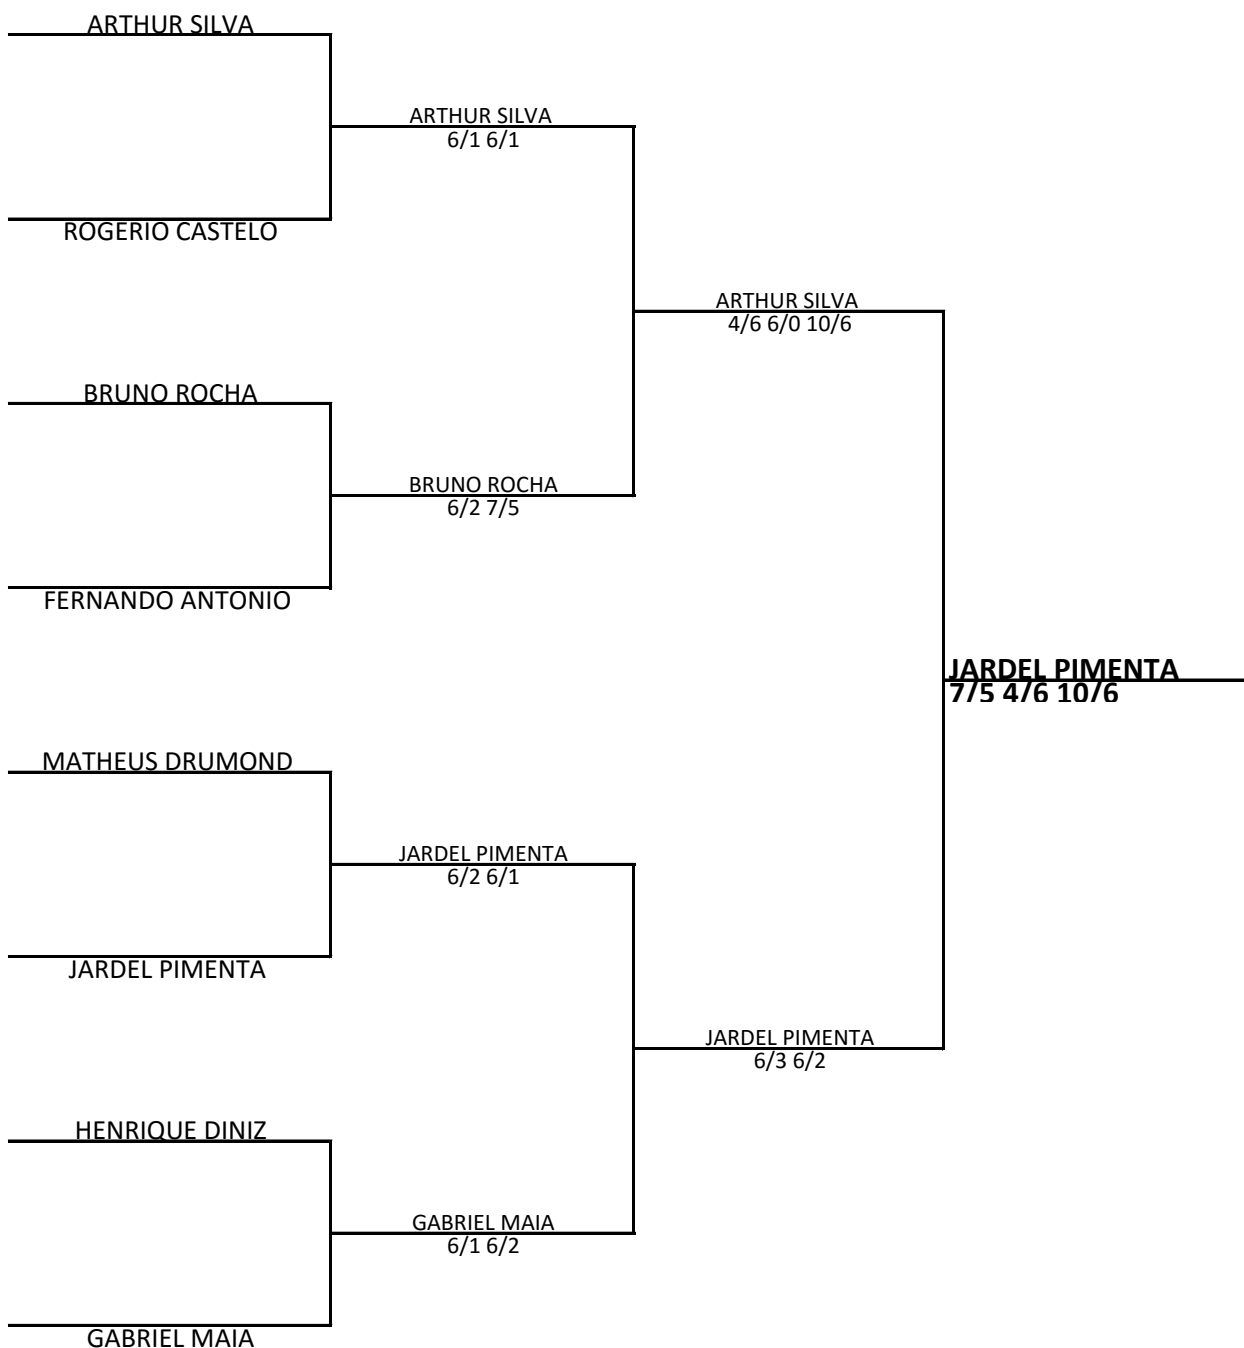 ARTHUR SILVA
ARTHUR SILVA
6/1 6/1
ROGERIO CASTELO
ARTHUR SILVA
4/6 6/0 10/6
BRUNO ROCHA
BRUNO ROCHA
6/2 7/5
FERNANDO ANTONIO
JARDEL PIMENTA
7/5 4/6 10/6
MATHEUS DRUMOND
JARDEL PIMENTA
6/2 6/1
JARDEL PIMENTA
JARDEL PIMENTA
6/3 6/2
HENRIQUE DINIZ
GABRIEL MAIA
6/1 6/2
GABRIEL MAIA